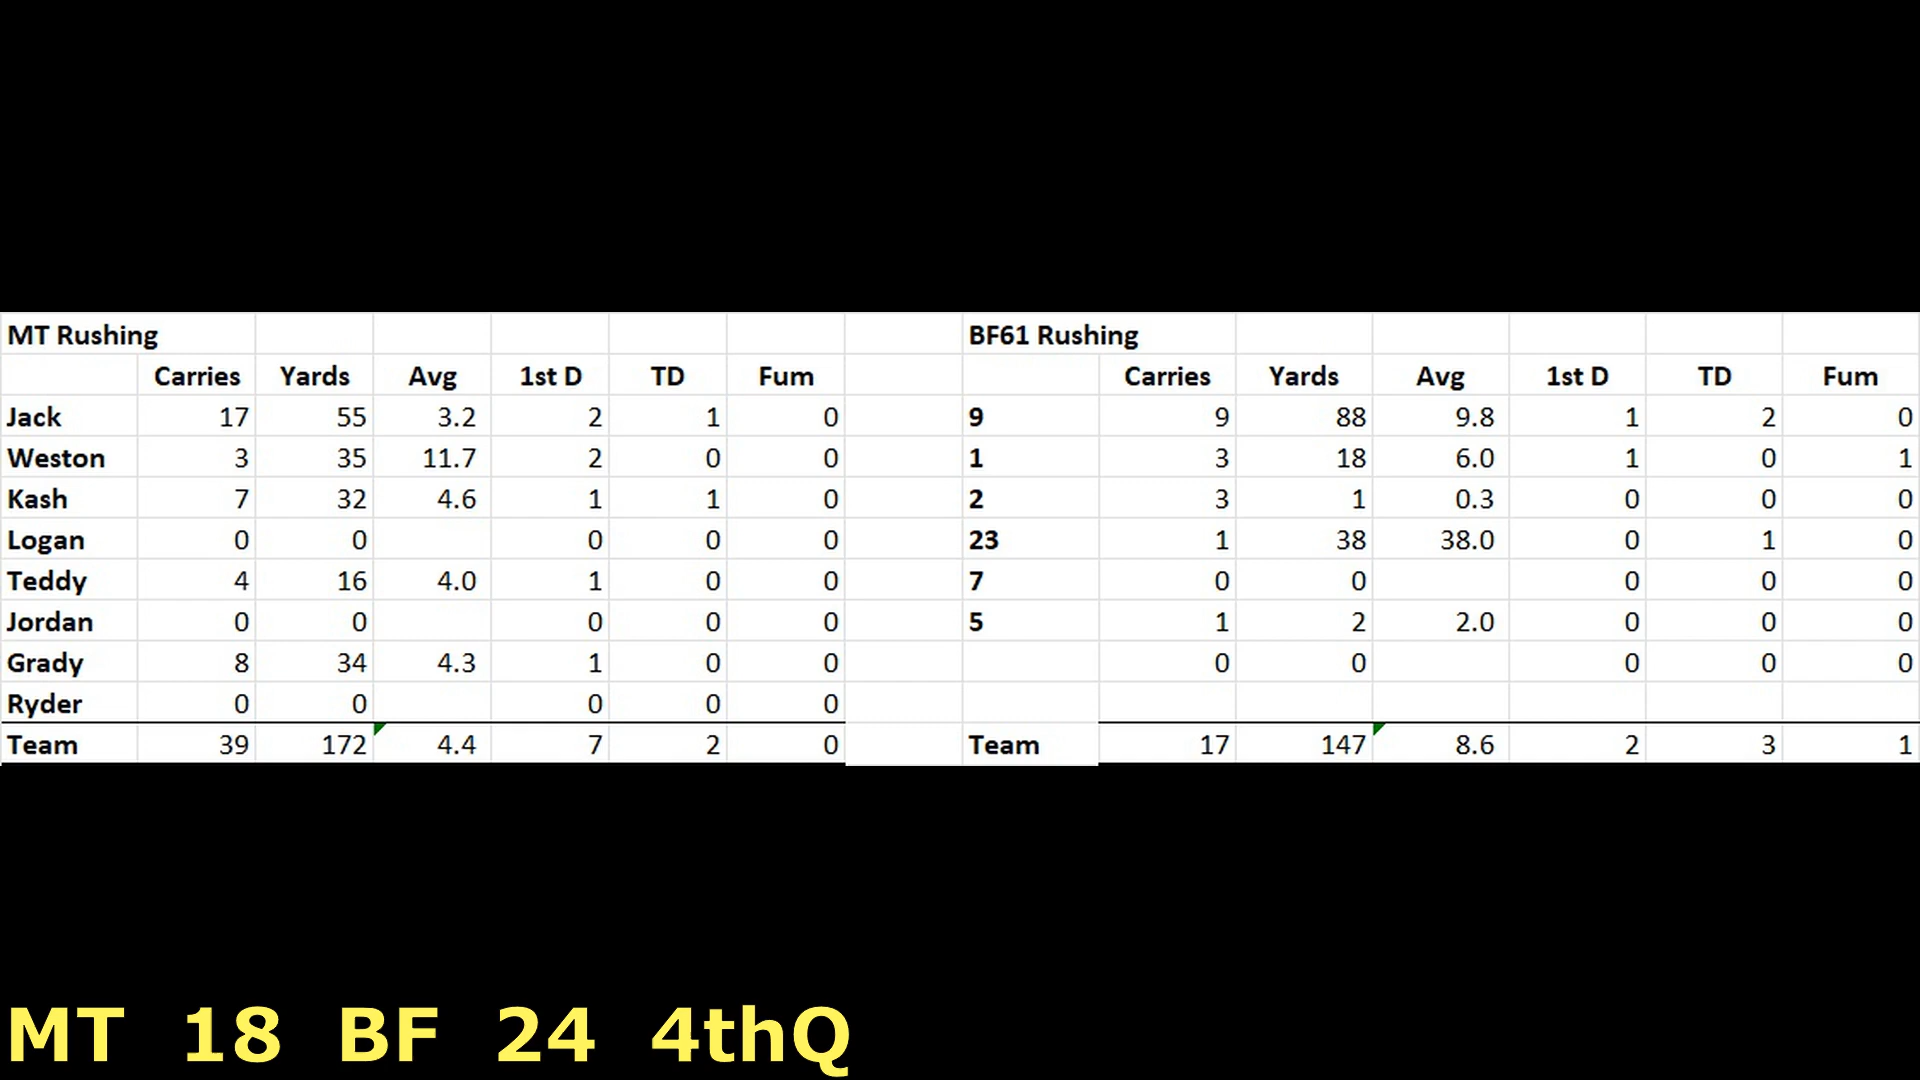 MT Rushing BF61 Rushing
Carries Yards Avg 1st D TD Fum Carries Yards Avg 1st D TD Fum
Jack 17 55 3.2 2 1 0 9 9 88 9.8 1 2 0
Weston 3 35 11.7 2 0 0 1 3 18 6.0 1 0 1
Kash 7 32 4.6 1 1 0 2 3 1 0.3 0 0 0
Logan 0 0 0 0 0 23 1 38 38.0 0 1 0
Teddy 4 16 4.0 1 0 0 7 0 0 0 0 0
Jordan 0 0 0 0 0 5 1 2 2.0 0 0 0
Grady 8 34 4.3 1 0 0 0 0 0 0 0
Ryder 0 0 0 0 0
Team 39 172 4.4 7 2 0 Team 17 147 8.6 2 3 1
MT 18 BF 24 4thQ